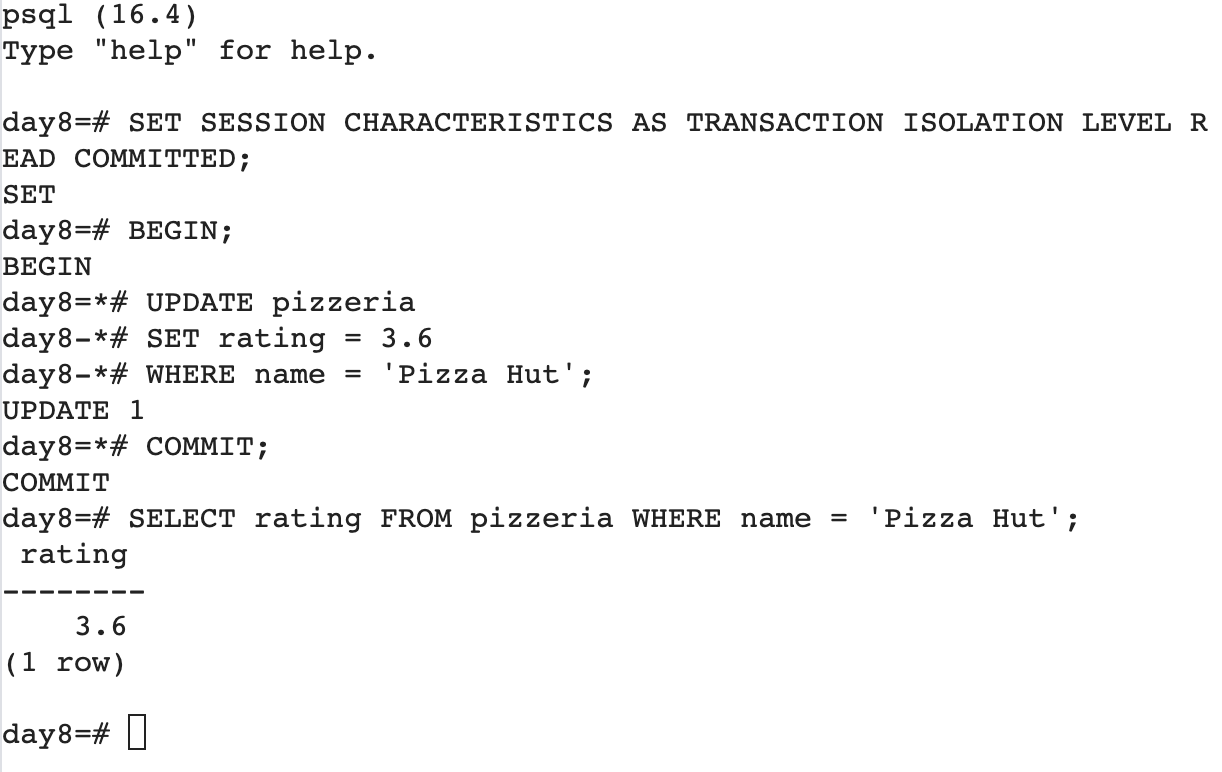 psql (16.4)
Type "help" for help.

day8=# SET SESSION CHARACTERISTICS AS TRANSACTION ISOLATION LEVEL R
EAD COMMITTED;
SET
day8=# BEGIN;
BEGIN
day8=*# UPDATE pizzeria
day8-*# SET rating = 3.6
day8-*# WHERE name = 'Pizza Hut';
UPDATE 1
day8=*# COMMIT;
COMMIT
day8=# SELECT rating FROM pizzeria WHERE name = 'Pizza Hut';
 rating
--------
    3.6
(1 row)

day8=#